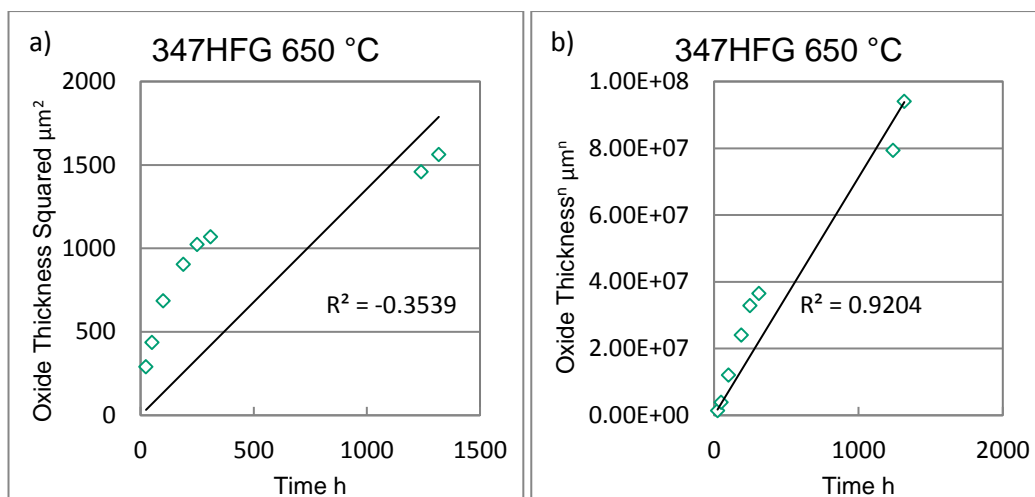 a)
347HFG 650 °C
Oxide Thickness Squared µm²
2000
1500
1000
500
0
R² = -0.3539
0 500 1000 1500
Time h
b)
347HFG 650 °C
Oxide Thicknessⁿ µmⁿ
1.00E+08
8.00E+07
6.00E+07
4.00E+07
2.00E+07
0.00E+00
R² = 0.9204
0 1000 2000
Time h